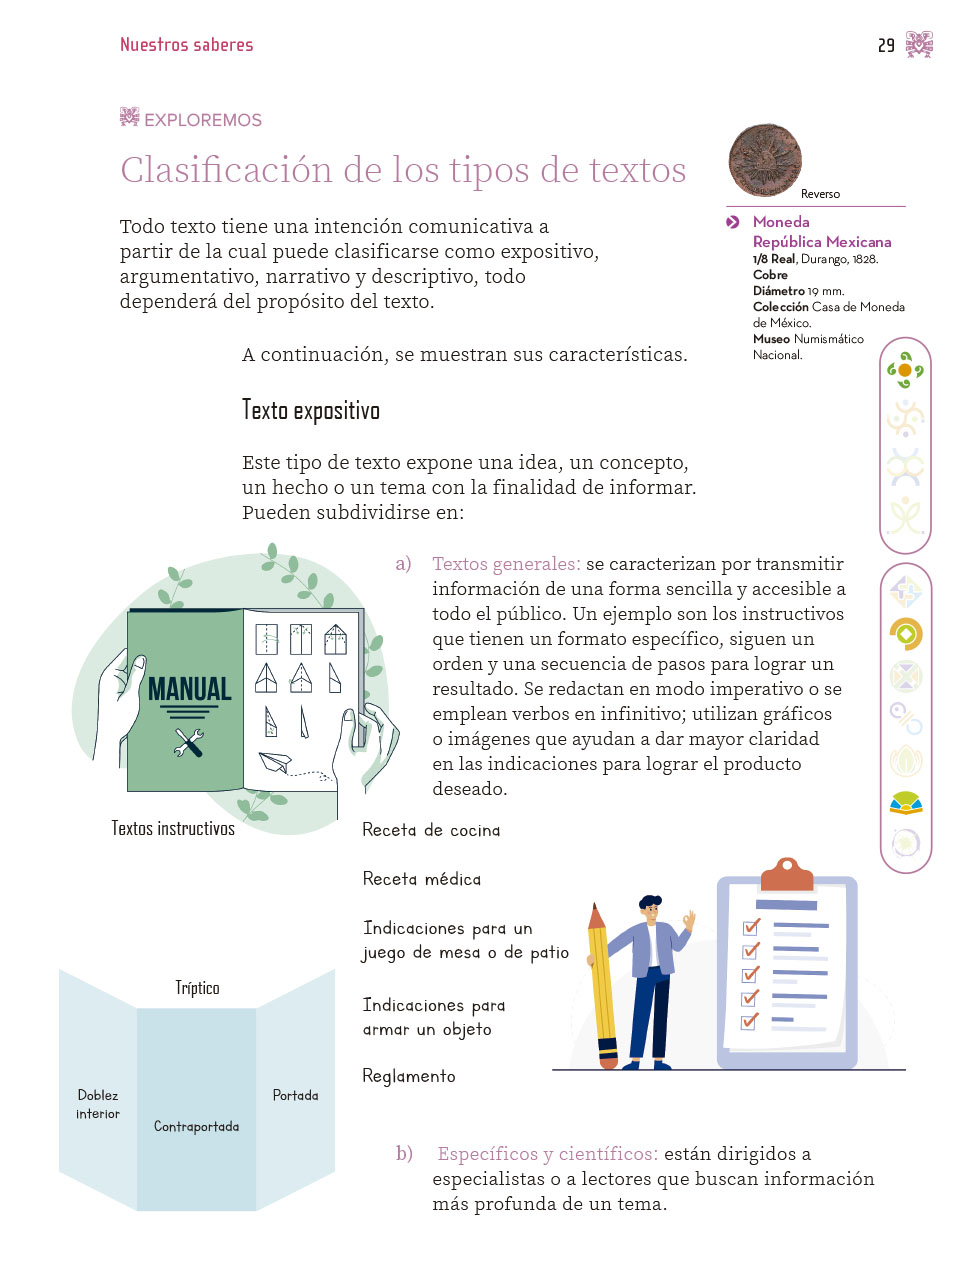 Nuestros saberes
29
EXPLOREMOS
Clasificación de los tipos de textos
Todo texto tiene una intención comunicativa a
partir de la cual puede clasificarse como expositivo,
argumentativo, narrativo y descriptivo, todo
dependerá del propósito del texto.
Reverso
Moneda
República Mexicana
1/8 Real, Durango, 1828.
Cobre
Diámetro 19 mm.
Colección Casa de Moneda
de México.
Museo Numismático
Nacional.
A continuación, se muestran sus características.
Texto expositivo
Este tipo de texto expone una idea, un concepto,
un hecho o un tema con la finalidad de informar.
Pueden subdividirse en:
a) Textos generales: se caracterizan por transmitir
información de una forma sencilla y accesible a
todo el público. Un ejemplo son los instructivos
que tienen un formato específico, siguen un
orden y una secuencia de pasos para lograr un
resultado. Se redactan en modo imperativo o se
emplean verbos en infinitivo; utilizan gráficos
o imágenes que ayudan a dar mayor claridad
en las indicaciones para lograr el producto
deseado.
MANUAL
Textos instructivos
Receta de cocina
Receta médica
Indicaciones para un
juego de mesa o de patio
Indicaciones para
armar un objeto
Reglamento
Tríptico
Doblez
interior
Contraportada
Portada
b) Específicos y científicos: están dirigidos a
especialistas o a lectores que buscan información
más profunda de un tema.